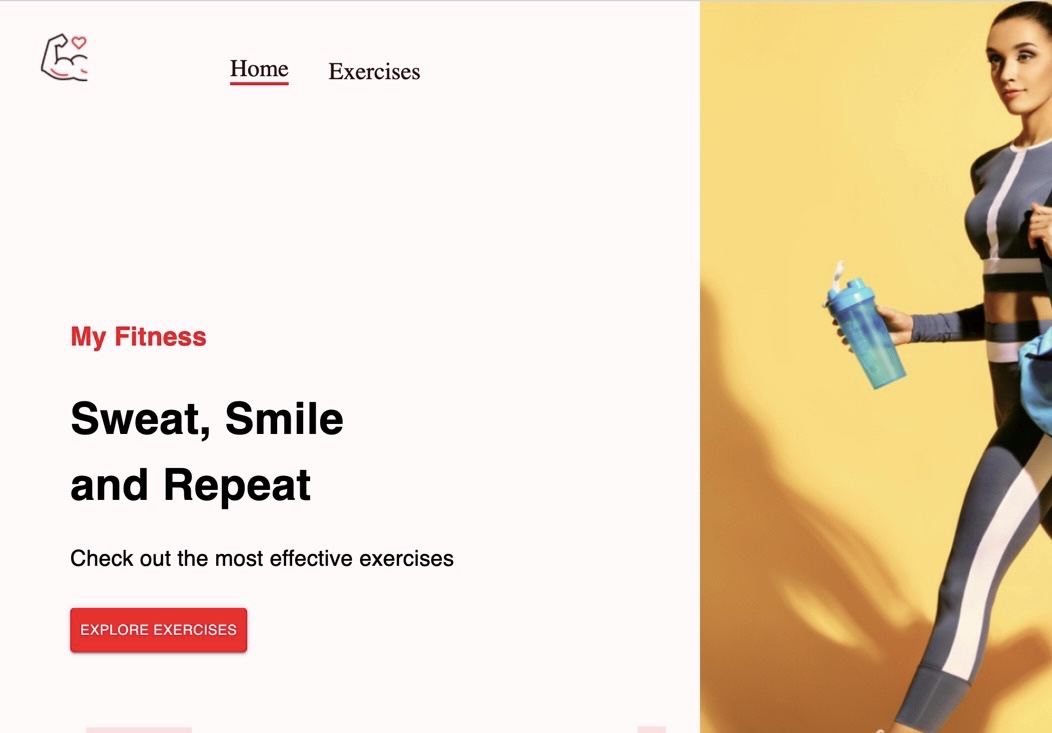 Home
Exercises
My Fitness
Sweat, Smile
and Repeat
Check out the most effective exercises
EXPLORE EXERCISES